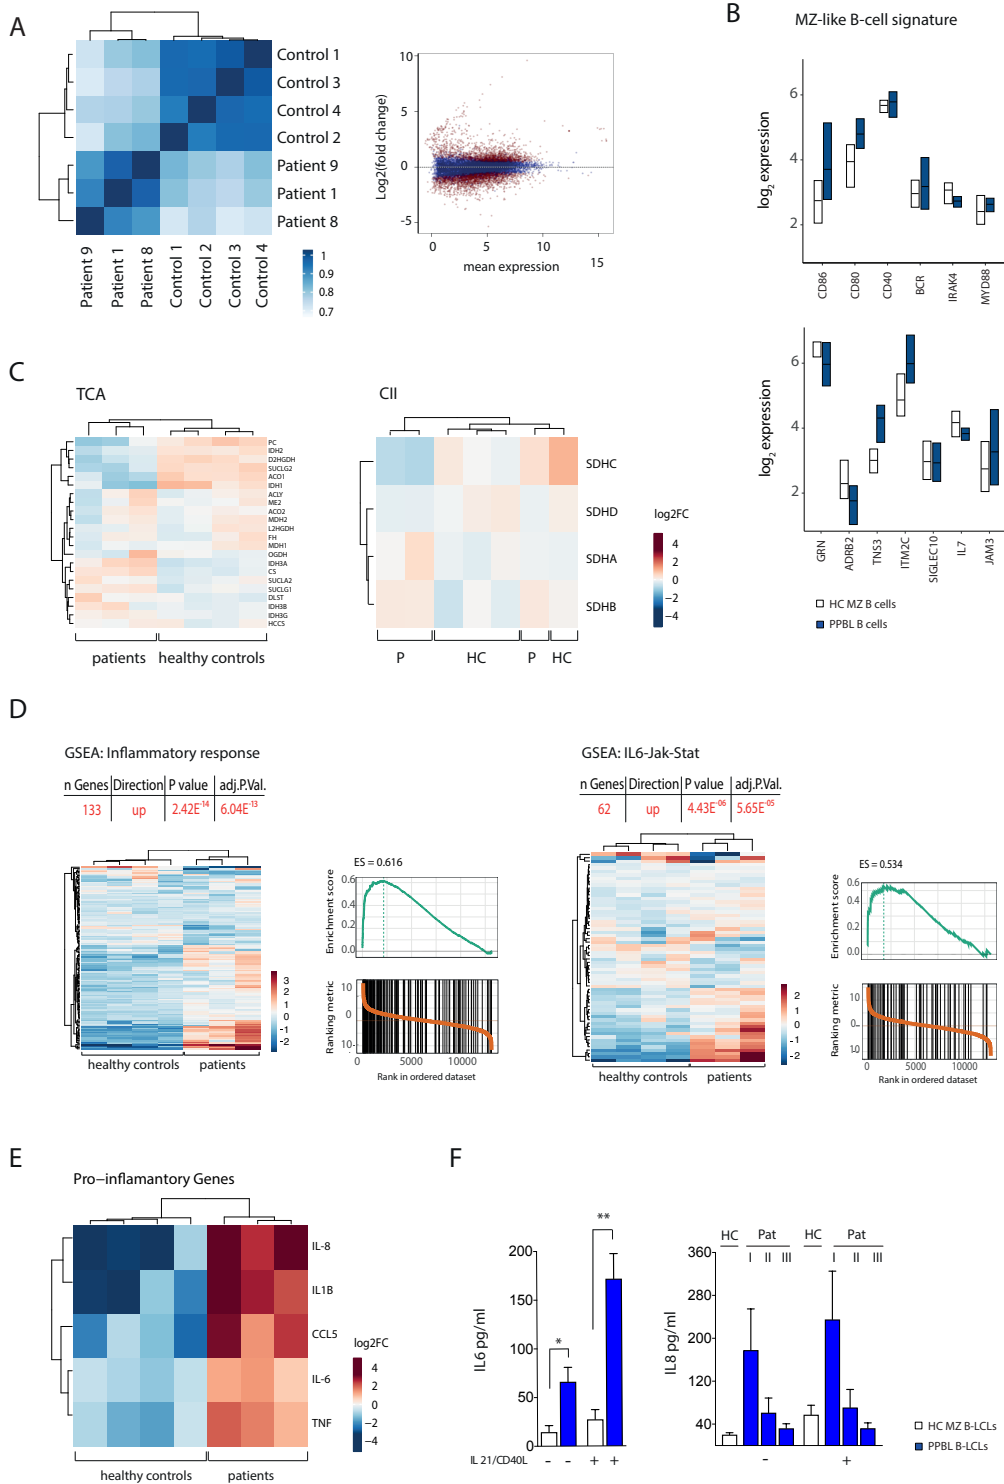 A
Control 1
Control 3
Control 4
Control 2
Patient 9
Patient 1
Patient 8
Patient 9
Patient 1
Patient 8
Control 1
Control 2
Control 3
Control 4
1
0.9
0.8
0.7
Log2(fold change)
10
5
0
-5
0
5
10
15
mean expression
B
MZ-like B-cell signature
log2 expression
6
4
2
CD86
CD80
CD40
BCR
IRAK4
MYD88
log2 expression
6
4
2
GRN
ADRB2
TNS3
ITM2C
SIGLEC10
IL7
JAM3
HC MZ B cells
PPBL B cells
C
TCA
PC
IDH2
D2HGDH
SUCLG2
ACO1
IDH1
ACLY
ME2
ACO2
MDH2
L2HGDH
FH
MDH1
OGDH
IDH3A
CS
SUCLA2
SUCLG1
DLST
IDH3B
IDH3G
HCCS
patients
healthy controls
CII
SDHC
SDHD
SDHA
SDHB
P
HC
P
HC
log2FC
4
2
0
−2
−4
D
GSEA: Inflammatory response
n Genes Direction P value adj.P.Val.
133 up 2.42E-14 6.04E-13
3
2
1
0
-1
-2
healthy controls
patients
ES = 0.616
Enrichment score
0.6
0.4
0.2
0.0
Ranking metric
10
0
10-
5000
10000
Rank in ordered dataset
GSEA: IL6-Jak-Stat
n Genes Direction P value adj.P.Val.
62 up 4.43E-06 5.65E-05
2
1
0
-1
-2
healthy controls
patients
ES = 0.534
Enrichment score
0.6
0.4
0.2
0.0
Ranking metric
10
0
10
0
5000
10000
Rank in ordered dataset
E
Pro−inflamantory Genes
IL-8
IL1B
CCL5
IL-6
TNF
healthy controls
patients
log2FC
4
2
0
−2
−4
F
IL6 pg/ml
200
150
100
50
0
*
**
IL 21/CD40L
−
−
+
+
IL8 pg/ml
360
280
200
120
40
HC
Pat
I
II
III
HC
Pat
I
II
III
-
+
HC MZ B-LCLs
PPBL B-LCLs